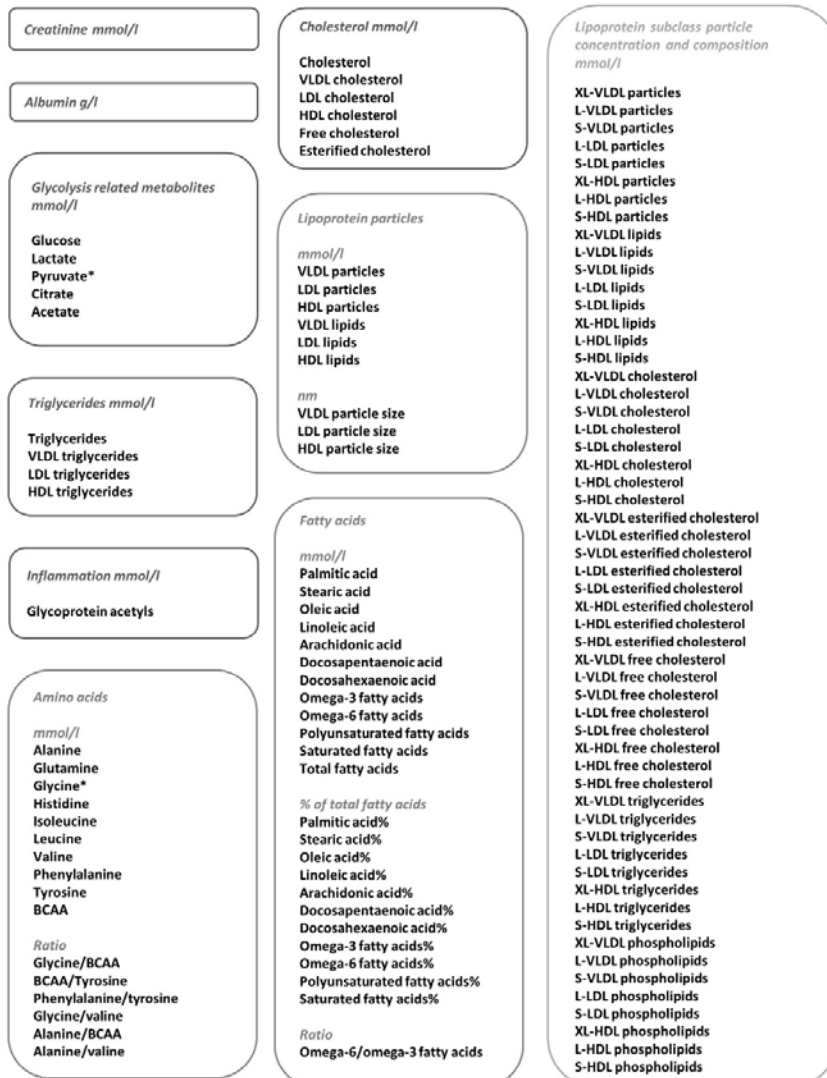 Creatinine mmol/l
Albumin g/l
Glycolysis related metabolites
mmol/l
Glucose
Lactate
Pyruvate*
Citrate
Acetate
Triglycerides mmol/l
Triglycerides
VLDL triglycerides
LDL triglycerides
HDL triglycerides
Inflammation mmol/l
Glycoprotein acetyls
Amino acids
mmol/l
Alanine
Glutamine
Glycine*
Histidine
Isoleucine
Leucine
Valine
Phenylalanine
Tyrosine
BCAA
Ratio
Glycine/BCAA
BCAA/Tyrosine
Phenylalanine/tyrosine
Glycine/valine
Alanine/BCAA
Alanine/valine
Cholesterol mmol/l
Cholesterol
VLDL cholesterol
LDL cholesterol
HDL cholesterol
Free cholesterol
Esterified cholesterol
Lipoprotein particles
mmol/l
VLDL particles
LDL particles
HDL particles
VLDL lipids
LDL lipids
HDL lipids
nm
VLDL particle size
LDL particle size
HDL particle size
Fatty acids
mmol/l
Palmitic acid
Stearic acid
Oleic acid
Linoleic acid
Arachidonic acid
Docosapentaenoic acid
Docosahexaenoic acid
Omega-3 fatty acids
Omega-6 fatty acids
Polyunsaturated fatty acids
Saturated fatty acids
Total fatty acids
% of total fatty acids
Palmitic acid%
Stearic acid%
Oleic acid%
Linoleic acid%
Arachidonic acid%
Docosapentaenoic acid%
Docosahexaenoic acid%
Omega-3 fatty acids%
Omega-6 fatty acids%
Polyunsaturated fatty acids%
Saturated fatty acids%
Ratio
Omega-6/omega-3 fatty acids
Lipoprotein subclass particle
concentration and composition
mmol/l
XL-VLDL particles
L-VLDL particles
S-VLDL particles
L-LDL particles
S-LDL particles
XL-HDL particles
L-HDL particles
S-HDL particles
XL-VLDL lipids
L-VLDL lipids
S-VLDL lipids
L-LDL lipids
S-LDL lipids
XL-HDL lipids
L-HDL lipids
S-HDL lipids
XL-VLDL cholesterol
L-VLDL cholesterol
S-VLDL cholesterol
L-LDL cholesterol
S-LDL cholesterol
XL-HDL cholesterol
L-HDL cholesterol
S-HDL cholesterol
XL-VLDL esterified cholesterol
L-VLDL esterified cholesterol
S-VLDL esterified cholesterol
L-LDL esterified cholesterol
S-LDL esterified cholesterol
XL-HDL esterified cholesterol
L-HDL esterified cholesterol
S-HDL esterified cholesterol
XL-VLDL free cholesterol
L-VLDL free cholesterol
S-VLDL free cholesterol
L-LDL free cholesterol
S-LDL free cholesterol
XL-HDL free cholesterol
L-HDL free cholesterol
S-HDL free cholesterol
XL-VLDL triglycerides
L-VLDL triglycerides
S-VLDL triglycerides
L-LDL triglycerides
S-LDL triglycerides
XL-HDL triglycerides
L-HDL triglycerides
S-HDL triglycerides
XL-VLDL phospholipids
L-VLDL phospholipids
S-VLDL phospholipids
L-LDL phospholipids
S-LDL phospholipids
XL-HDL phospholipids
L-HDL phospholipids
S-HDL phospholipids